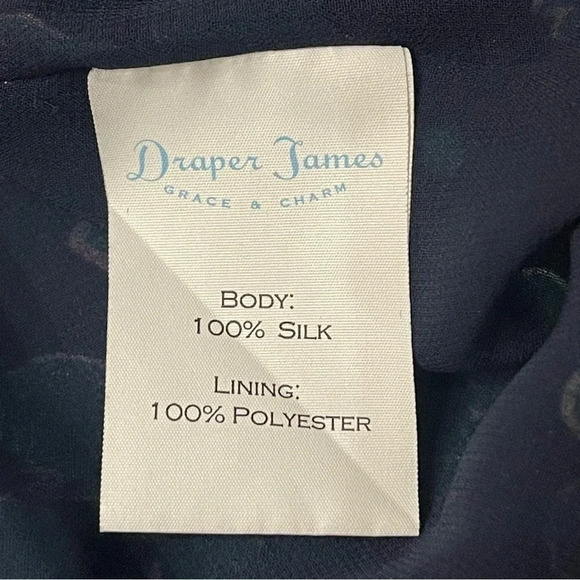 Draper James
GRACE & CHARM
BODY:
100% SILK
LINING:
100% POLYESTER